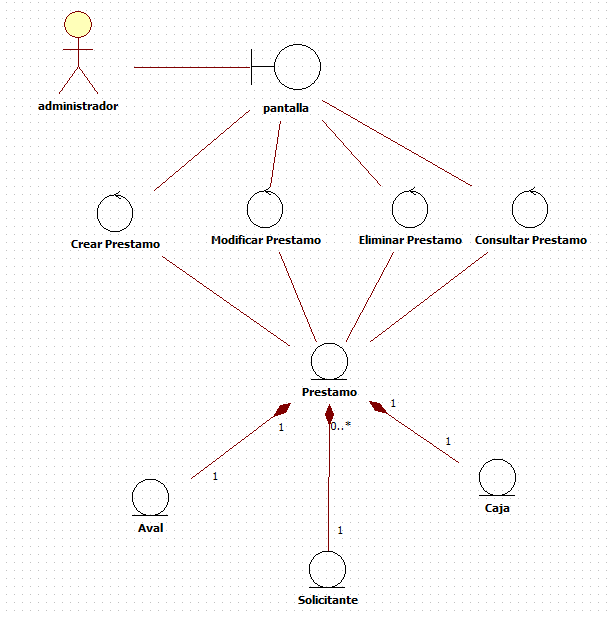 administrador
pantalla
Crear Prestamo
Modificar Prestamo
Eliminar Prestamo
Consultar Prestamo
Prestamo
1
0..*
1
1
1
1
Aval
Solicitante
Caja